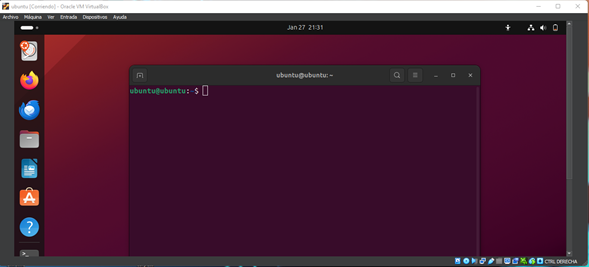 ubuntu [Corriendo] - Oracle VM VirtualBox
Archivo Máquina Ver Entrada Dispositivos Ayuda
Jan 27 21:31
ubuntu@ubuntu: ~
ubuntu@ubuntu:~$
CTRL DERECHA